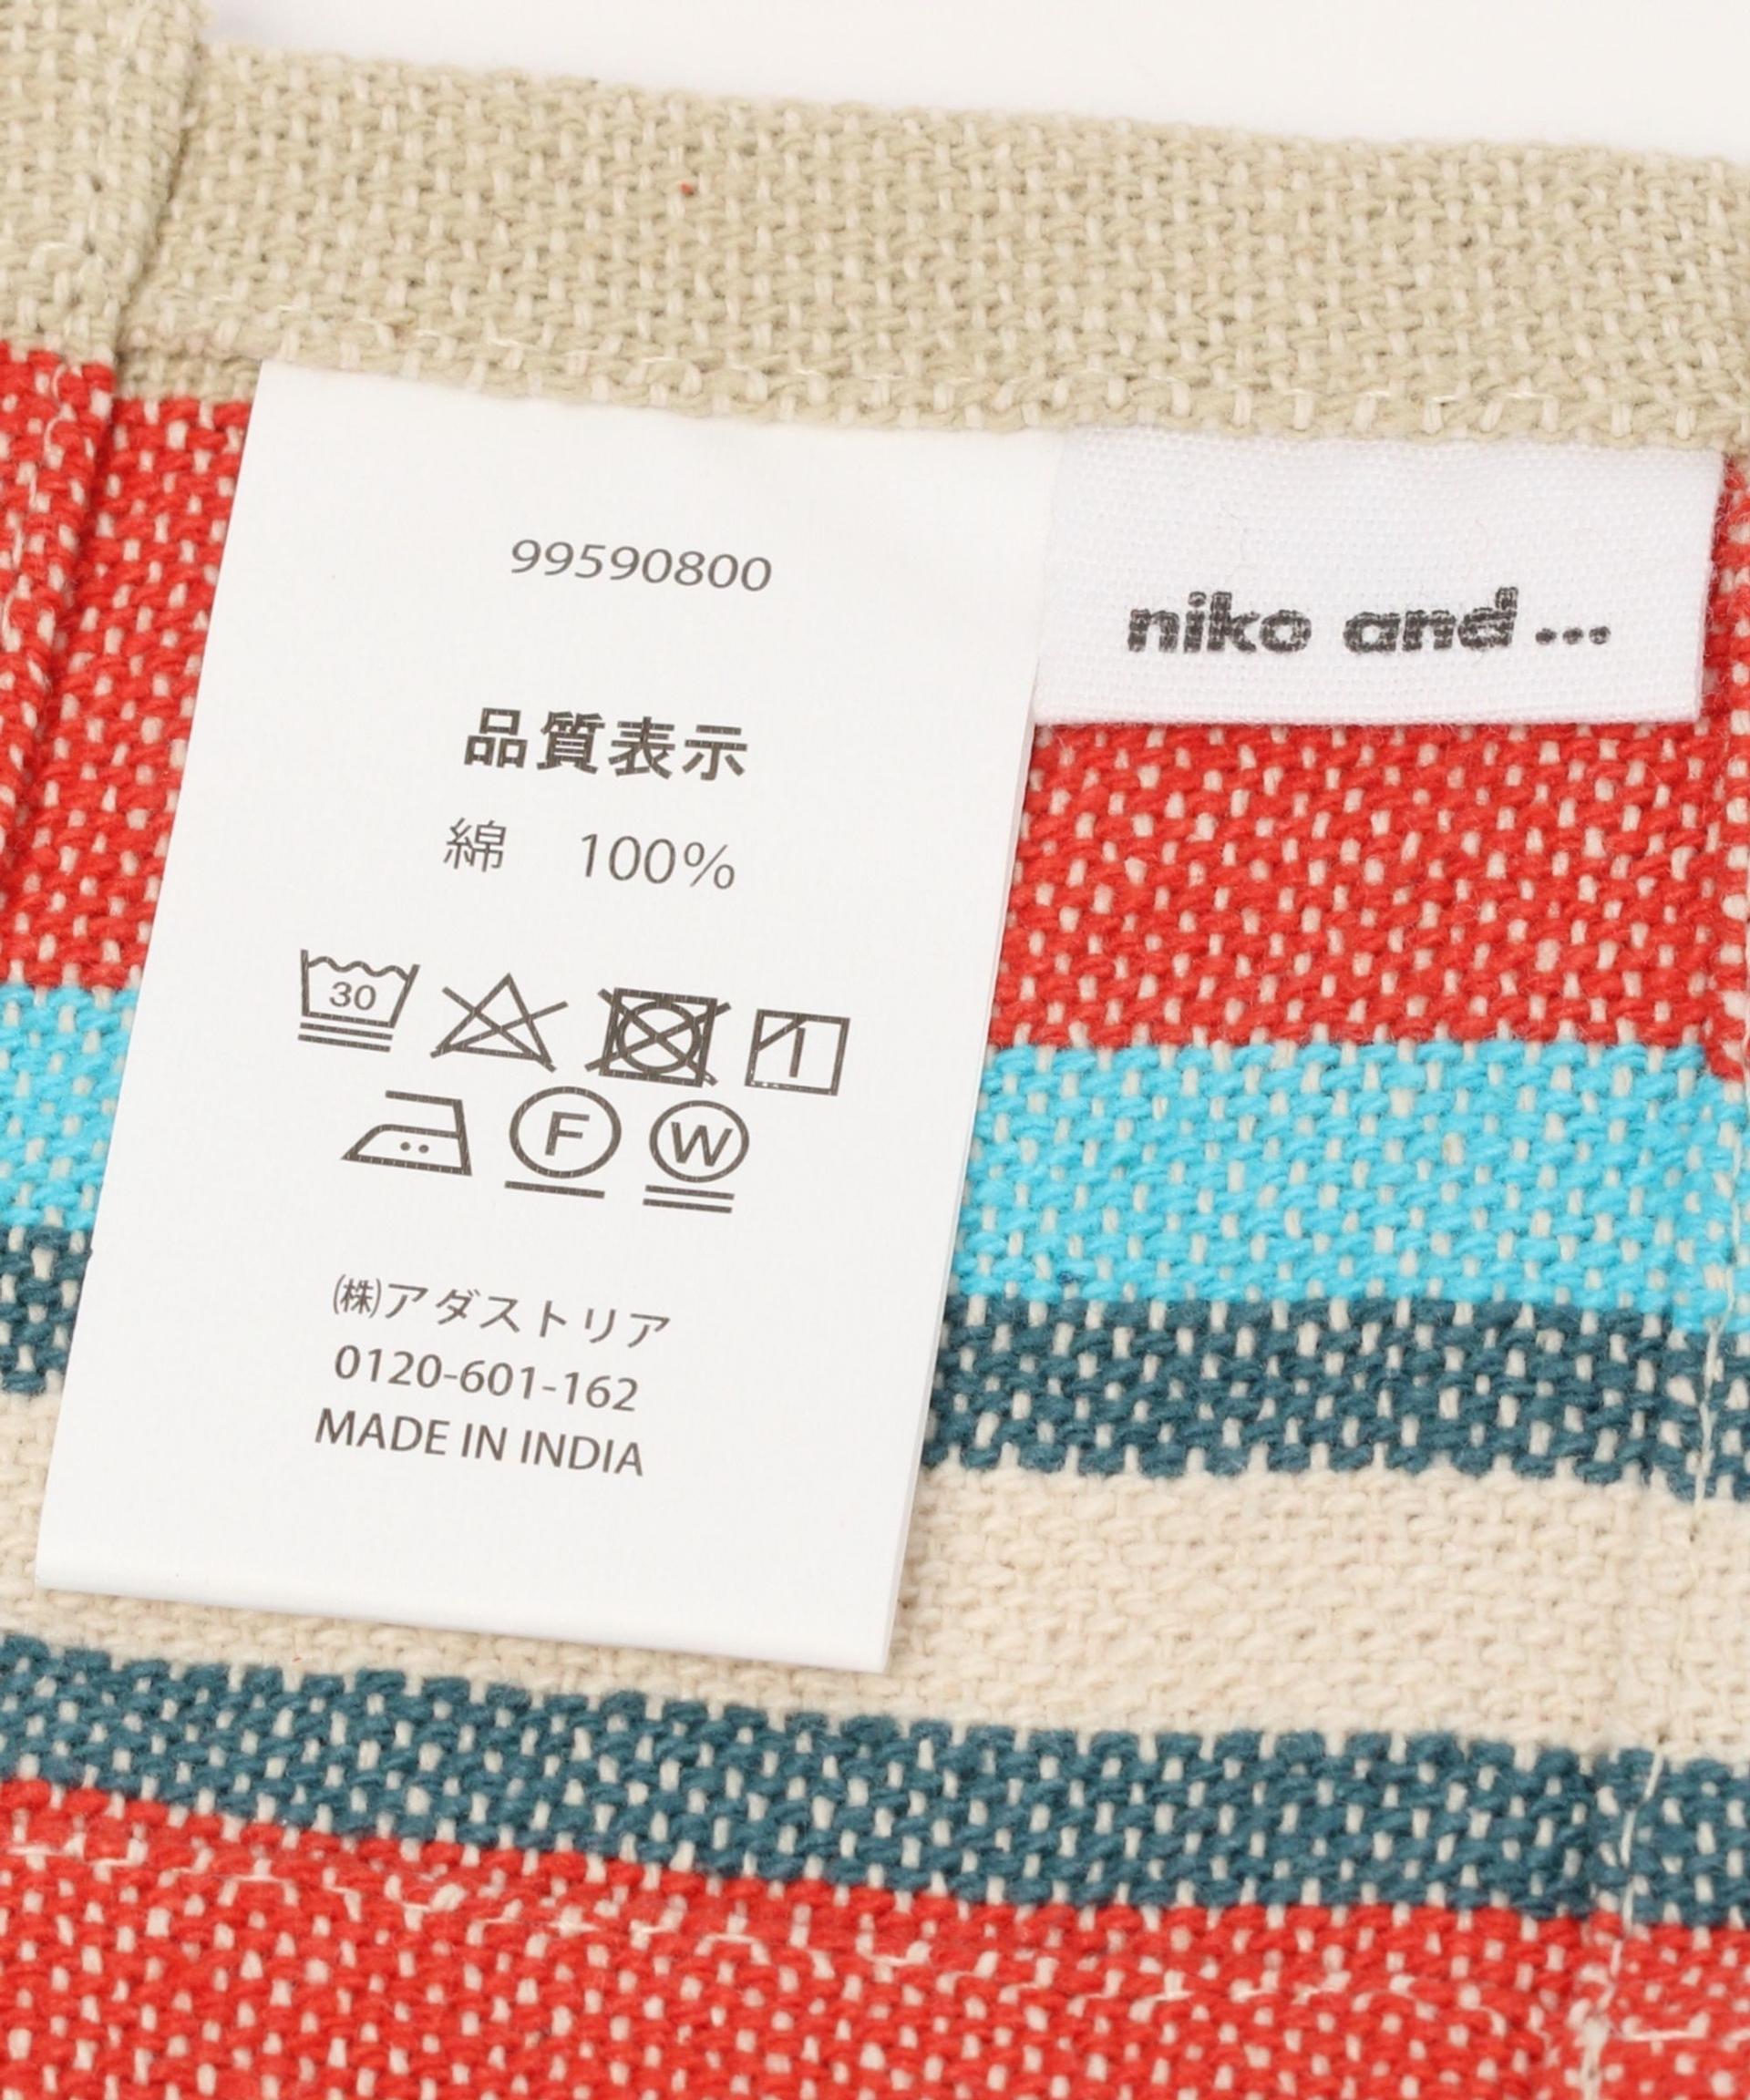 99590800
niko and ...
品質表示
綿　100%
30
F W
㈱アダストリア
0120-601-162
MADE IN INDIA